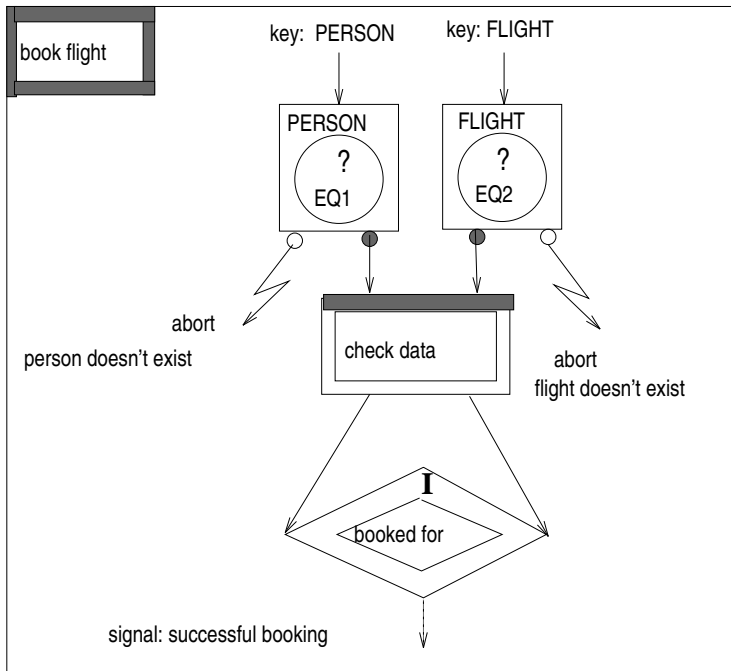 key: PERSON
key: FLIGHT
book flight
PERSON
?
EQ1
FLIGHT
?
EQ2
abort
person doesn't exist
check data
abort
flight doesn't exist
I
booked for
signal: successful booking